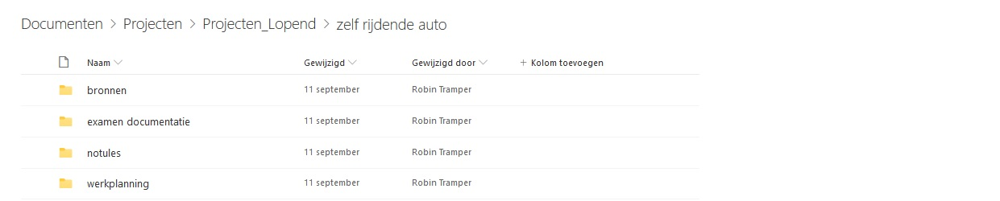 Documenten > Projecten > Projecten_Lopend > zelf rijdende auto
Naam Gewijzigd Gewijzigd door + Kolom toevoegen
bronnen 11 september Robin Tramper
examen documentatie 11 september Robin Tramper
notules 11 september Robin Tramper
werkplanning 11 september Robin Tramper